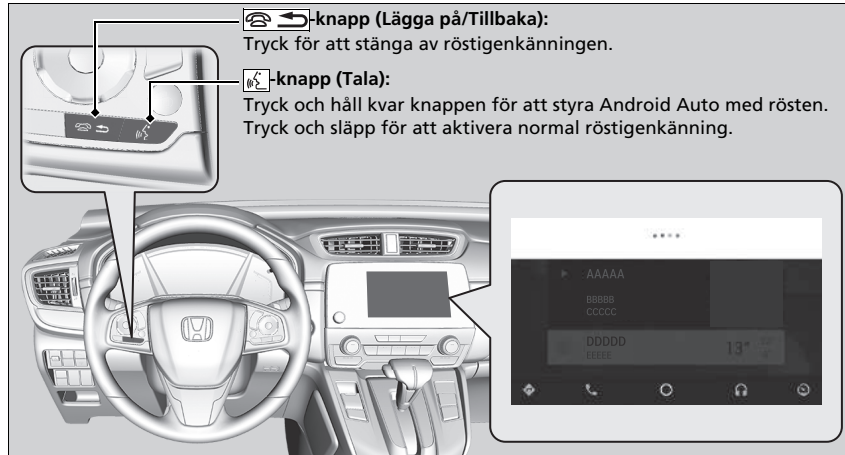 -knapp (Lägga på/Tillbaka):
Tryck för att stänga av röstigenkänningen.
-knapp (Tala):
Tryck och håll kvar knappen för att styra Android Auto med rösten.
Tryck och släpp för att aktivera normal röstigenkänning.
AAAAA
BBBBB
CCCCC
DDDDD
EEEEE
13°